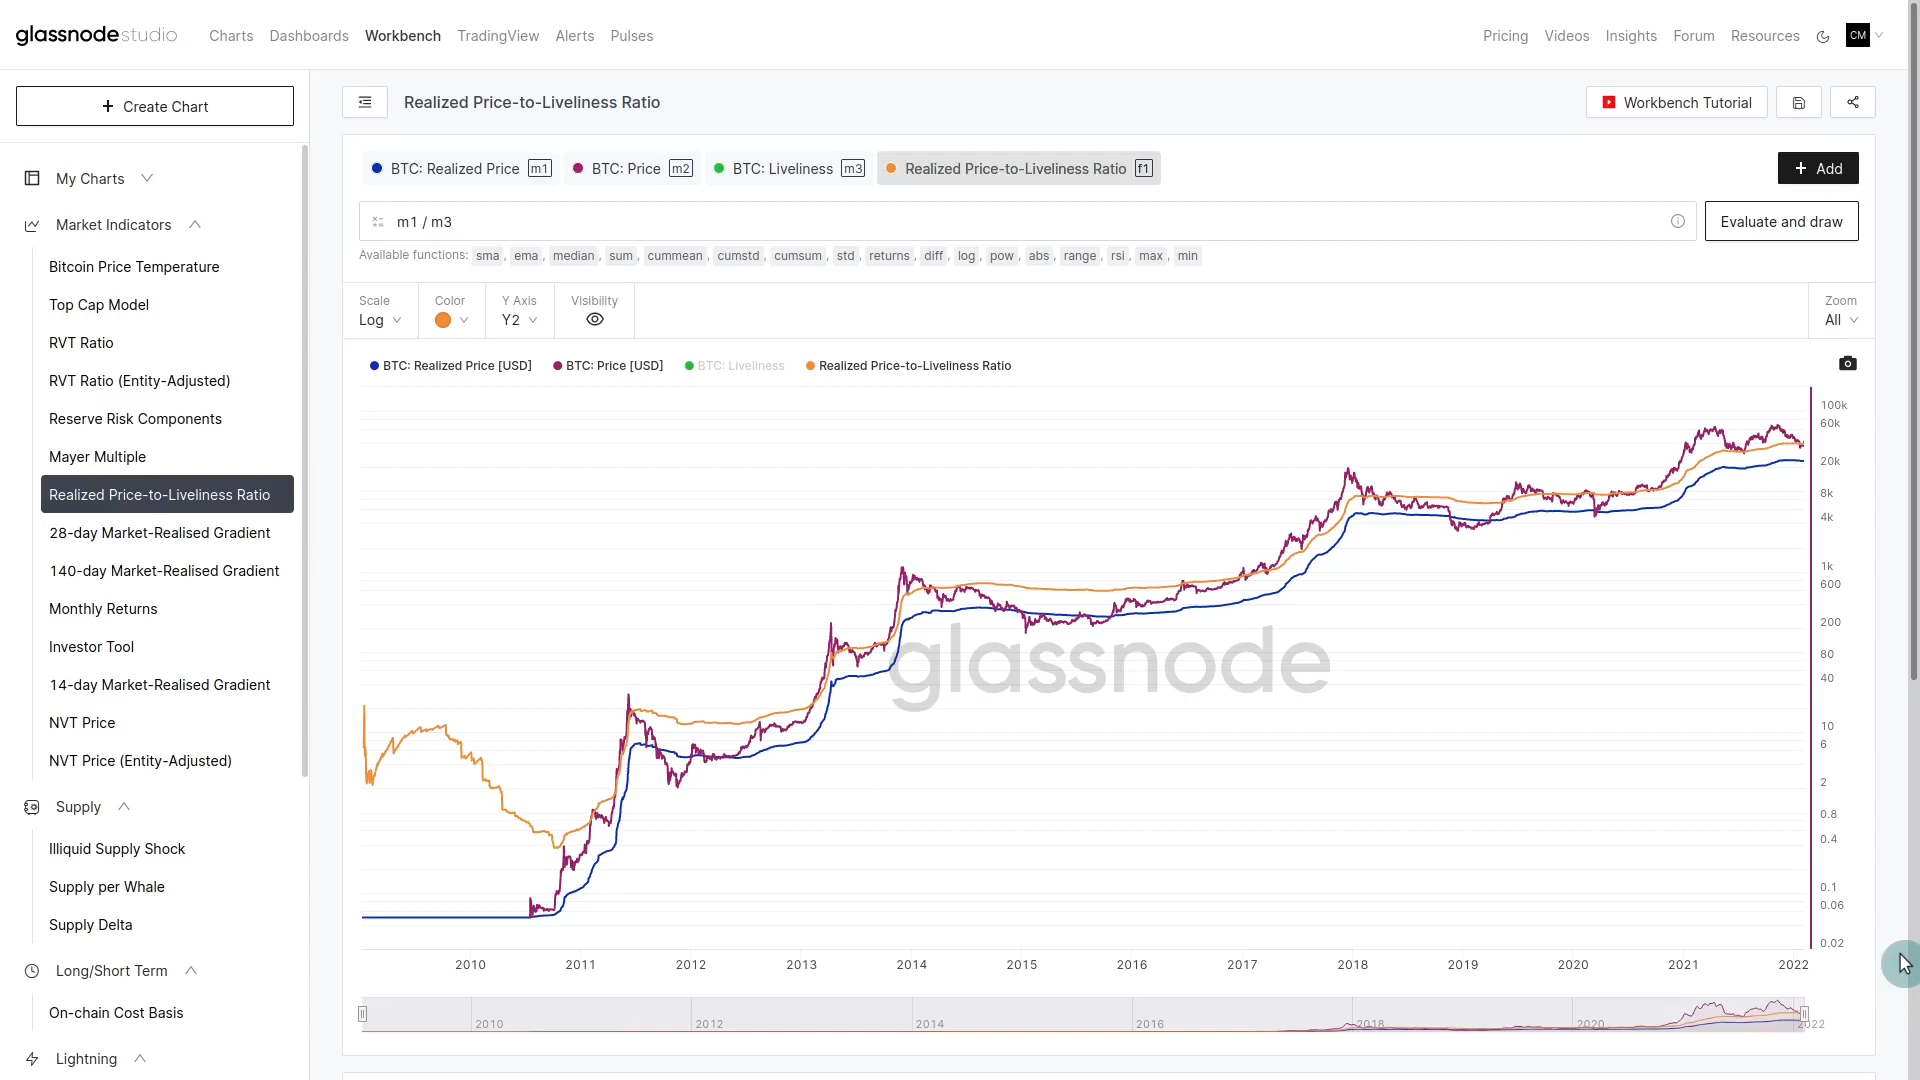 glassnodestudio Charts Dashboards Workbench TradingView Alerts Pulses Pricing Videos Insights Forum Resources CM
+ Create Chart
Realized Price-to-Liveliness Ratio
Workbench Tutorial
My Charts
Market Indicators
Bitcoin Price Temperature
Top Cap Model
RVT Ratio
RVT Ratio (Entity-Adjusted)
Reserve Risk Components
Mayer Multiple
Realized Price-to-Liveliness Ratio
28-day Market-Realised Gradient
140-day Market-Realised Gradient
Monthly Returns
Investor Tool
14-day Market-Realised Gradient
NVT Price
NVT Price (Entity-Adjusted)
Supply
Illiquid Supply Shock
Supply per Whale
Supply Delta
Long/Short Term
On-chain Cost Basis
Lightning
BTC: Realized Price m1 BTC: Price m2 BTC: Liveliness m3 Realized Price-to-Liveliness Ratio f1
+ Add
m1 / m3
Evaluate and draw
Available functions: sma , ema , median , sum , cummean , cumstd , cumsum , std , returns , diff , log , pow , abs , range , rsi , max , min
Scale Color Y Axis Visibility Zoom
Log Y2 All
BTC: Realized Price [USD] BTC: Price [USD] BTC: Liveliness Realized Price-to-Liveliness Ratio
100k
60k
20k
8k
4k
1k
600
200
80
40
10
6
2
0.8
0.4
0.1
0.06
0.02
glassnode
2010 2011 2012 2013 2014 2015 2016 2017 2018 2019 2020 2021 2022
2010 2012 2014 2016 2018 2020 2022